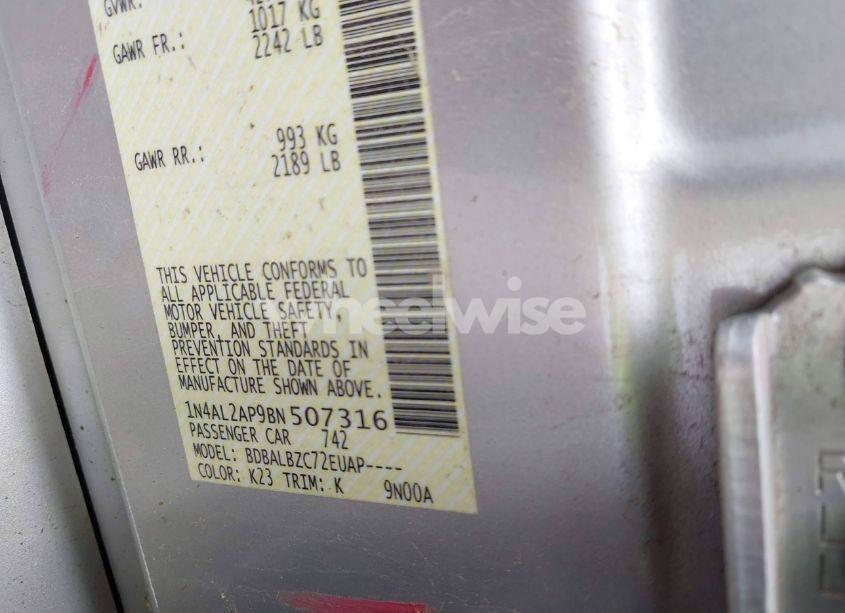 GVWR:
1017 KG
GAWR FR.: 2242 LB
993 KG
GAWR RR.: 2189 LB
THIS VEHICLE CONFORMS TO
ALL APPLICABLE FEDERAL
MOTOR VEHICLE SAFETY,
BUMPER, AND THEFT
PREVENTION STANDARDS IN
EFFECT ON THE DATE OF
MANUFACTURE SHOWN ABOVE.
1N4AL2AP9BN507316
PASSENGER CAR 742
MODEL: BDBALBZC72EUAP----
COLOR: K23 TRIM: K 9N00A
wheelwise